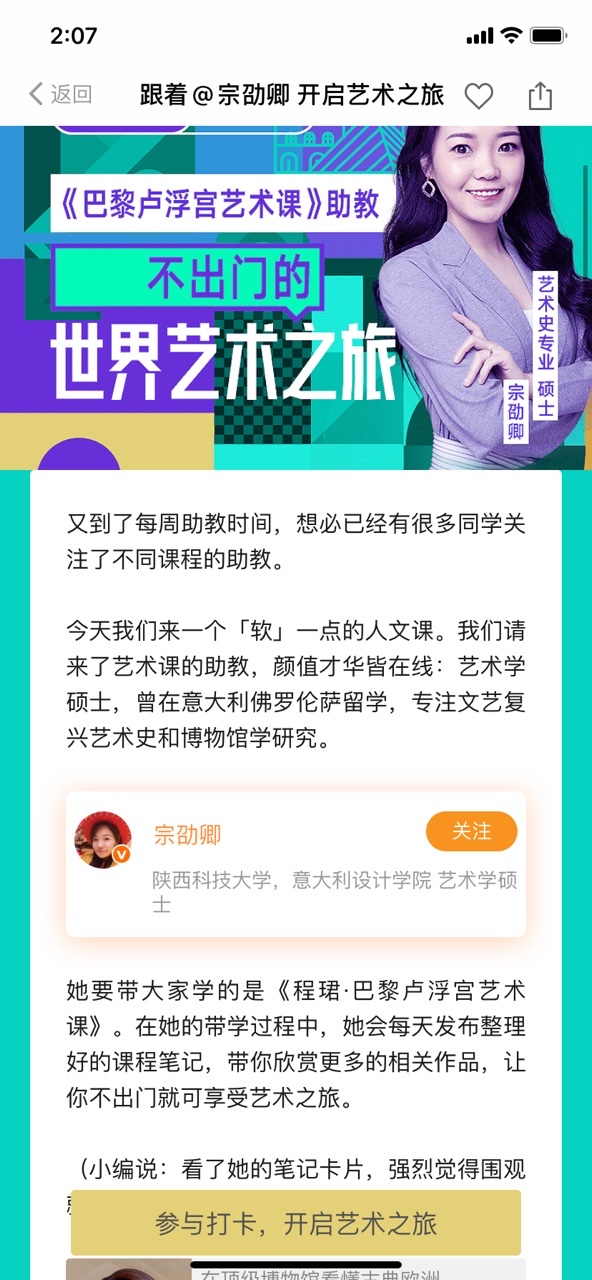 2:07
返回
跟着@宗劭卿 开启艺术之旅
《巴黎卢浮宫艺术课》助教
不出门的
世界艺术之旅
艺术史专业 硕士
宗劭卿
又到了每周助教时间，想必已经有很多同学关
注了不同课程的助教。
今天我们来一个「软」一点的人文课。我们请
来了艺术课的助教，颜值才华皆在线：艺术学
硕士，曾在意大利佛罗伦萨留学，专注文艺复
兴艺术史和博物馆学研究。
宗劭卿
关注
陕西科技大学，意大利设计学院 艺术学硕
士
她要带大家学的是《程珺·巴黎卢浮宫艺术
课》。在她的带学过程中，她会每天发布整理
好的课程笔记，带你欣赏更多的相关作品，让
你不出门就可享受艺术之旅。
（小编说：看了她的笔记卡片，强烈觉得围观
参与打卡，开启艺术之旅
在顶级博物馆看懂古典欧洲